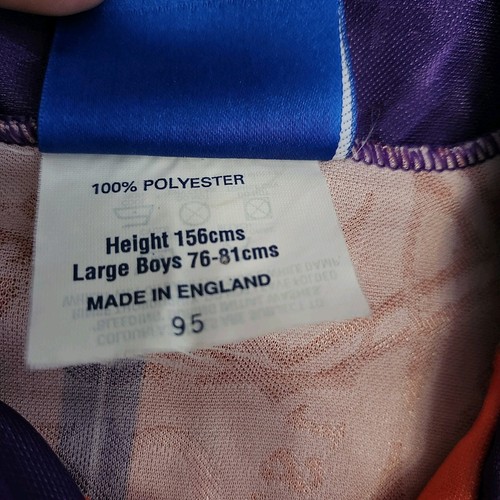 100% POLYESTER
Height 156cms
Large Boys 76-81cms
MADE IN ENGLAND
95